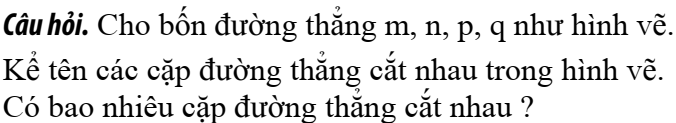 Câu hỏi. Cho bốn đường thẳng m, n, p, q như hình vẽ.
Kể tên các cặp đường thẳng cắt nhau trong hình vẽ.
Có bao nhiêu cặp đường thẳng cắt nhau ?